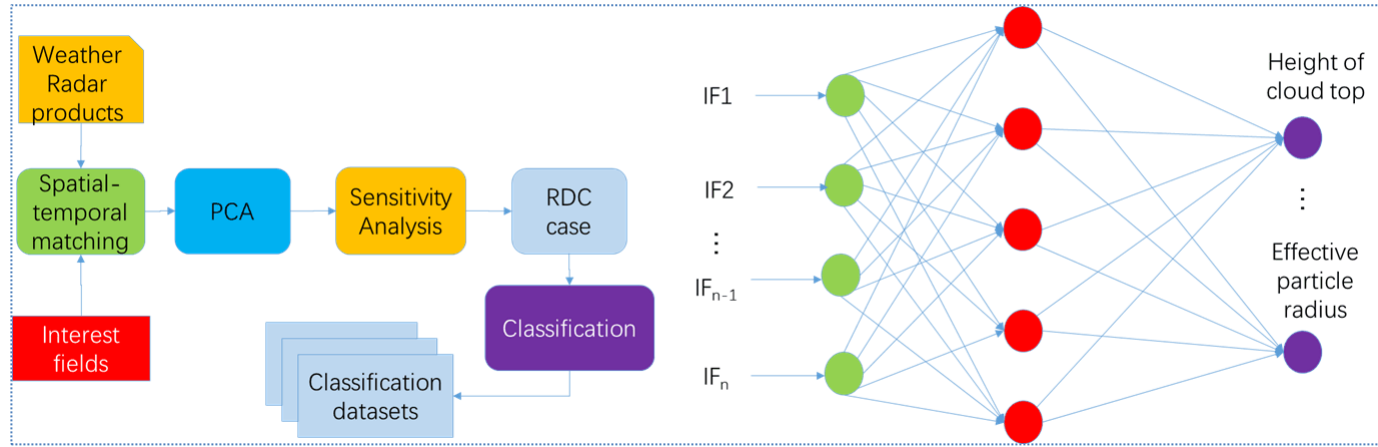 Weather
Radar
products
Spatial-
temporal
matching
PCA
Sensitivity
Analysis
RDC
case
Interest
fields
Classification
Classification
datasets
IF1
IF2
⋮
IFn-1
IFn
Height of
cloud top
⋮
Effective
particle
radius